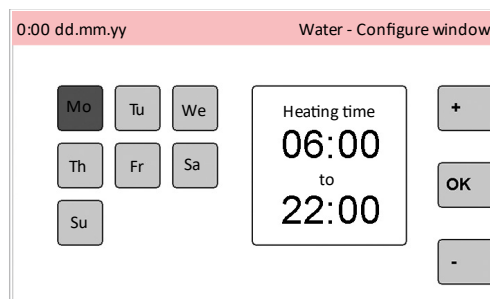 0:00 dd.mm.yy Water - Configure window
Mo Tu We
Th Fr Sa
Su
Heating time
06:00
to
22:00
+
OK
-